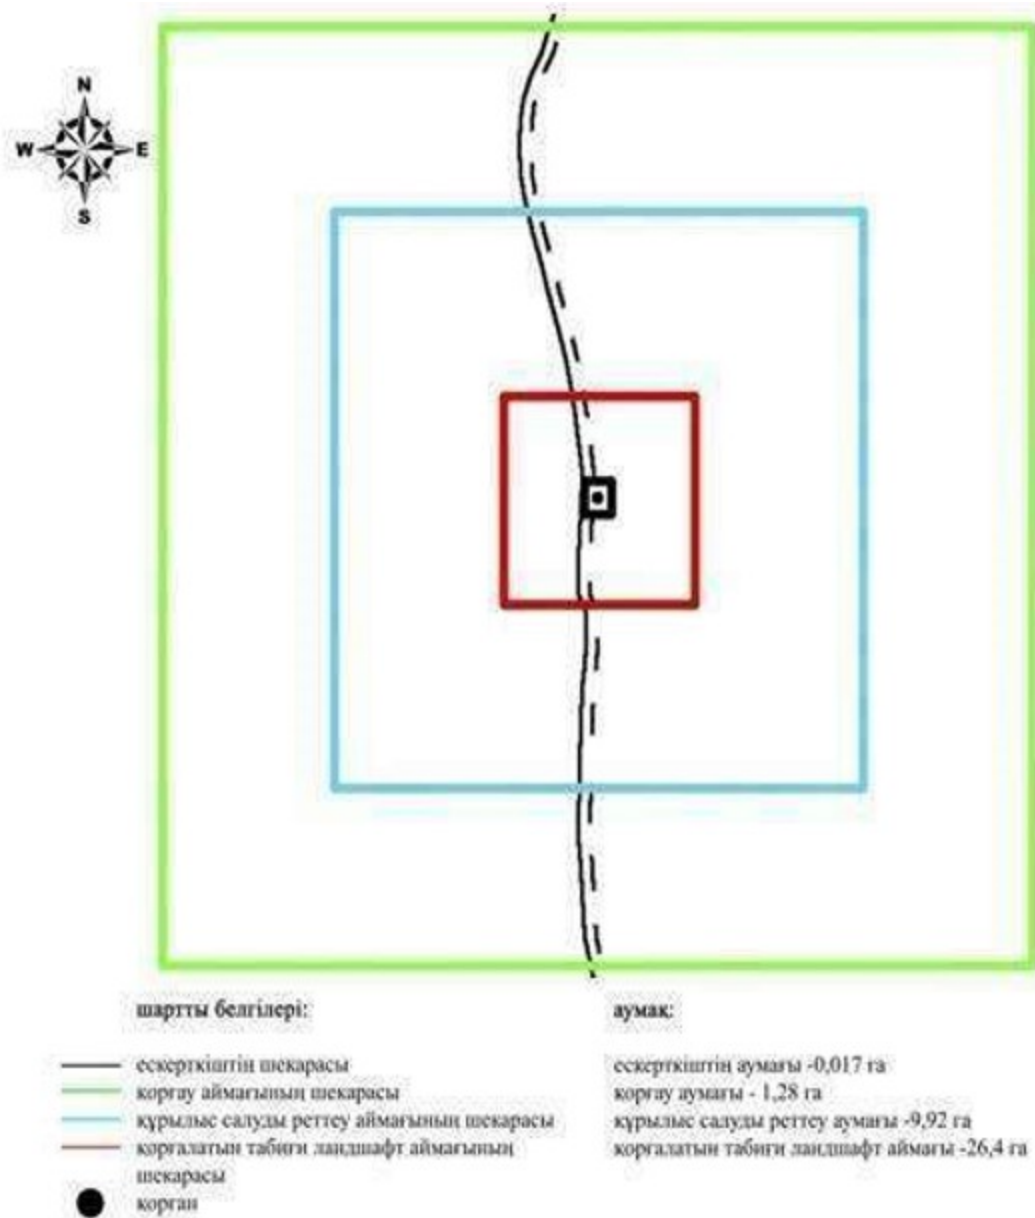 N
W E
S
шартты белгілері:
ескерткіштің шекарасы
қорғау аймағының шекарасы
құрылыс салуды реттеу аймағының шекарасы
қорғалатын табиғи ландшафт аймағының
шекарасы
қорған
аумақ:
ескерткіштің аумағы -0,017 га
қорғау аумағы - 1,28 га
құрылыс салуды реттеу аумағы -9,92 га
қорғалатын табиғи ландшафт аймағы -26,4 га